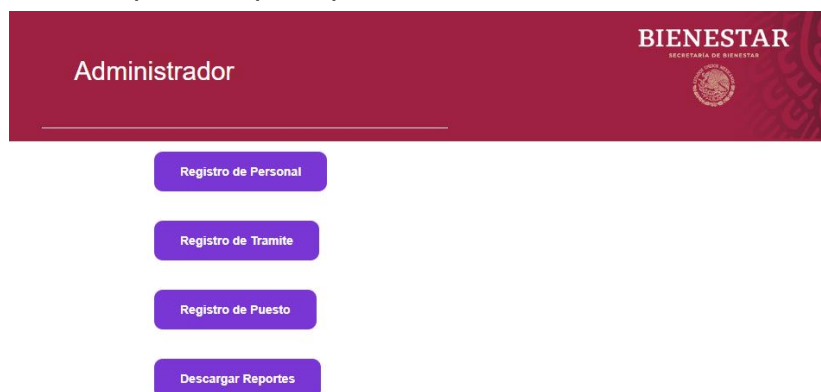 BIENESTAR
SECRETARÍA DE BIENESTAR
Administrador
Registro de Personal
Registro de Tramite
Registro de Puesto
Descargar Reportes